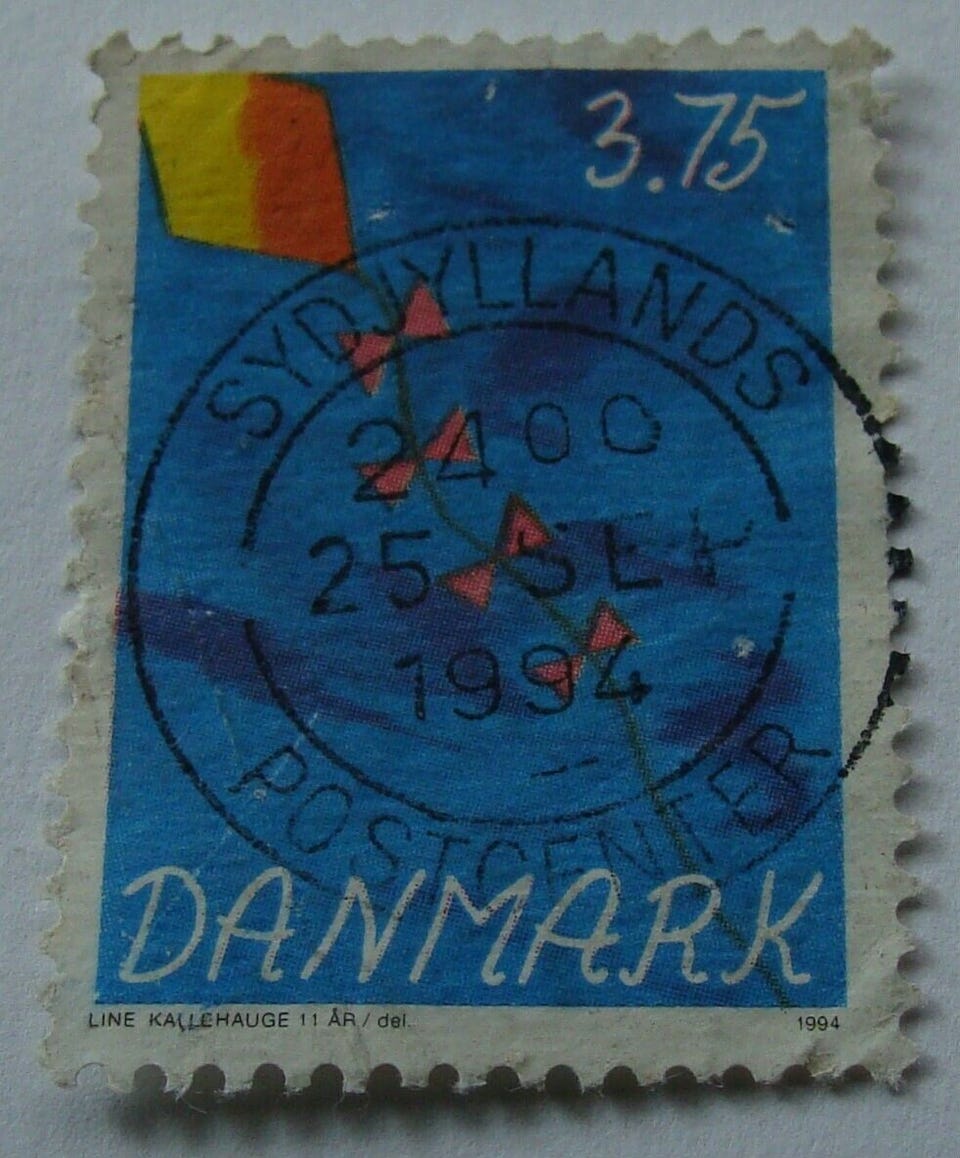 3.75
SYDJYLLANDS
2400
25 SEP
1994
POSTCENTER
DANMARK
LINE KALLEHAUGE 11 ÅR / del.
1994